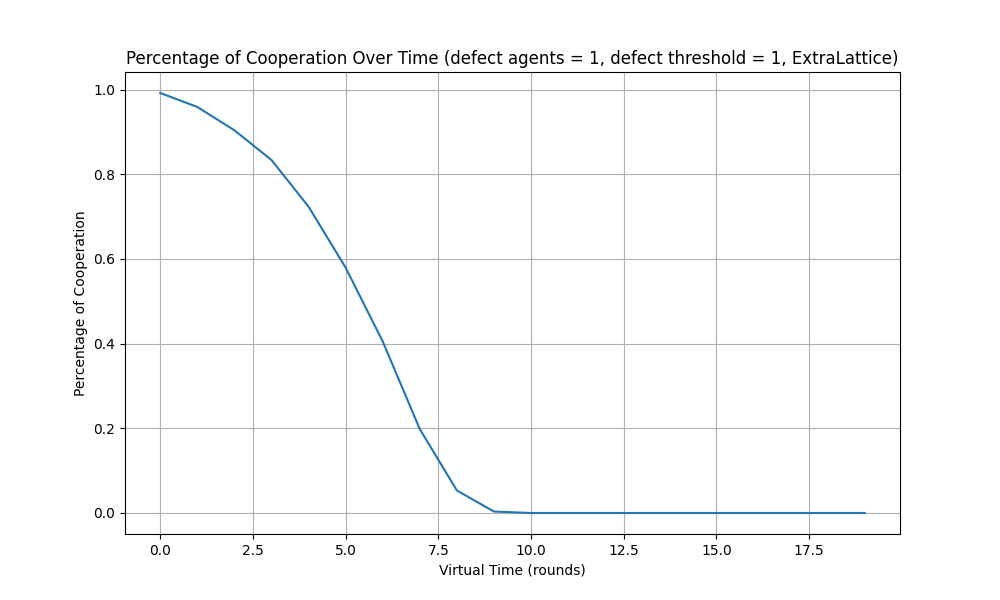 Percentage of Cooperation Over Time (defect agents = 1, defect threshold = 1, ExtraLattice)
Percentage of Cooperation
1.0
0.8
0.6
0.4
0.2
0.0
0.0 2.5 5.0 7.5 10.0 12.5 15.0 17.5
Virtual Time (rounds)